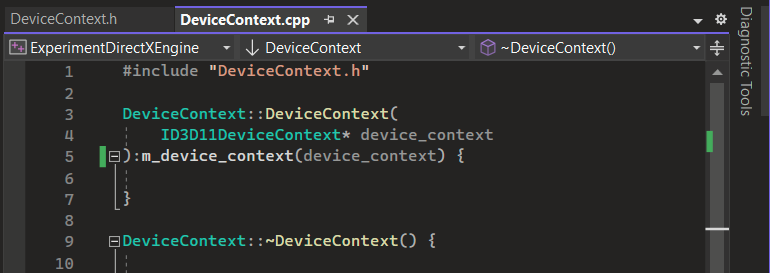 DeviceContext.h DeviceContext.cpp
ExperimentDirectXEngine DeviceContext ~DeviceContext()
1 #include "DeviceContext.h"
2
3 DeviceContext::DeviceContext(
4 ID3D11DeviceContext* device_context
5 ):m_device_context(device_context) {
6
7 }
8
9 DeviceContext::~DeviceContext() {
10
Diagnostic Tools